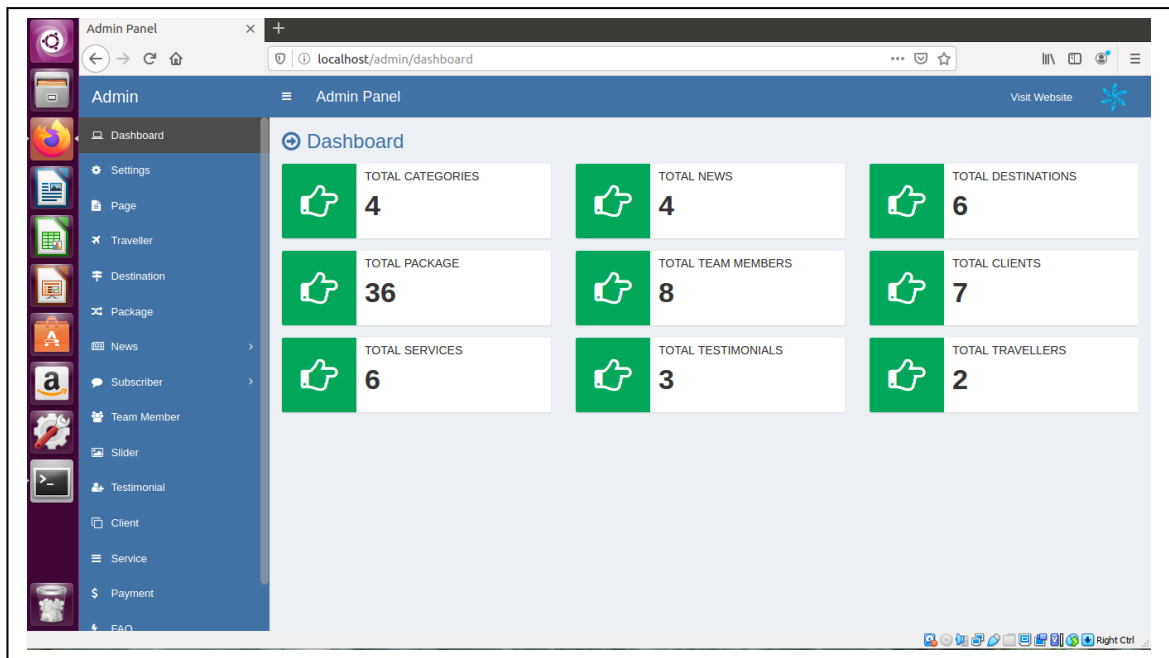 Admin Panel
localhost/admin/dashboard
Admin
Admin Panel
Visit Website
Dashboard
Settings
Page
Traveller
Destination
Package
News
Subscriber
Team Member
Slider
Testimonial
Client
Service
Payment
FAQ
Dashboard
TOTAL CATEGORIES
4
TOTAL NEWS
4
TOTAL DESTINATIONS
6
TOTAL PACKAGE
36
TOTAL TEAM MEMBERS
8
TOTAL CLIENTS
7
TOTAL SERVICES
6
TOTAL TESTIMONIALS
3
TOTAL TRAVELLERS
2
Right Ctrl